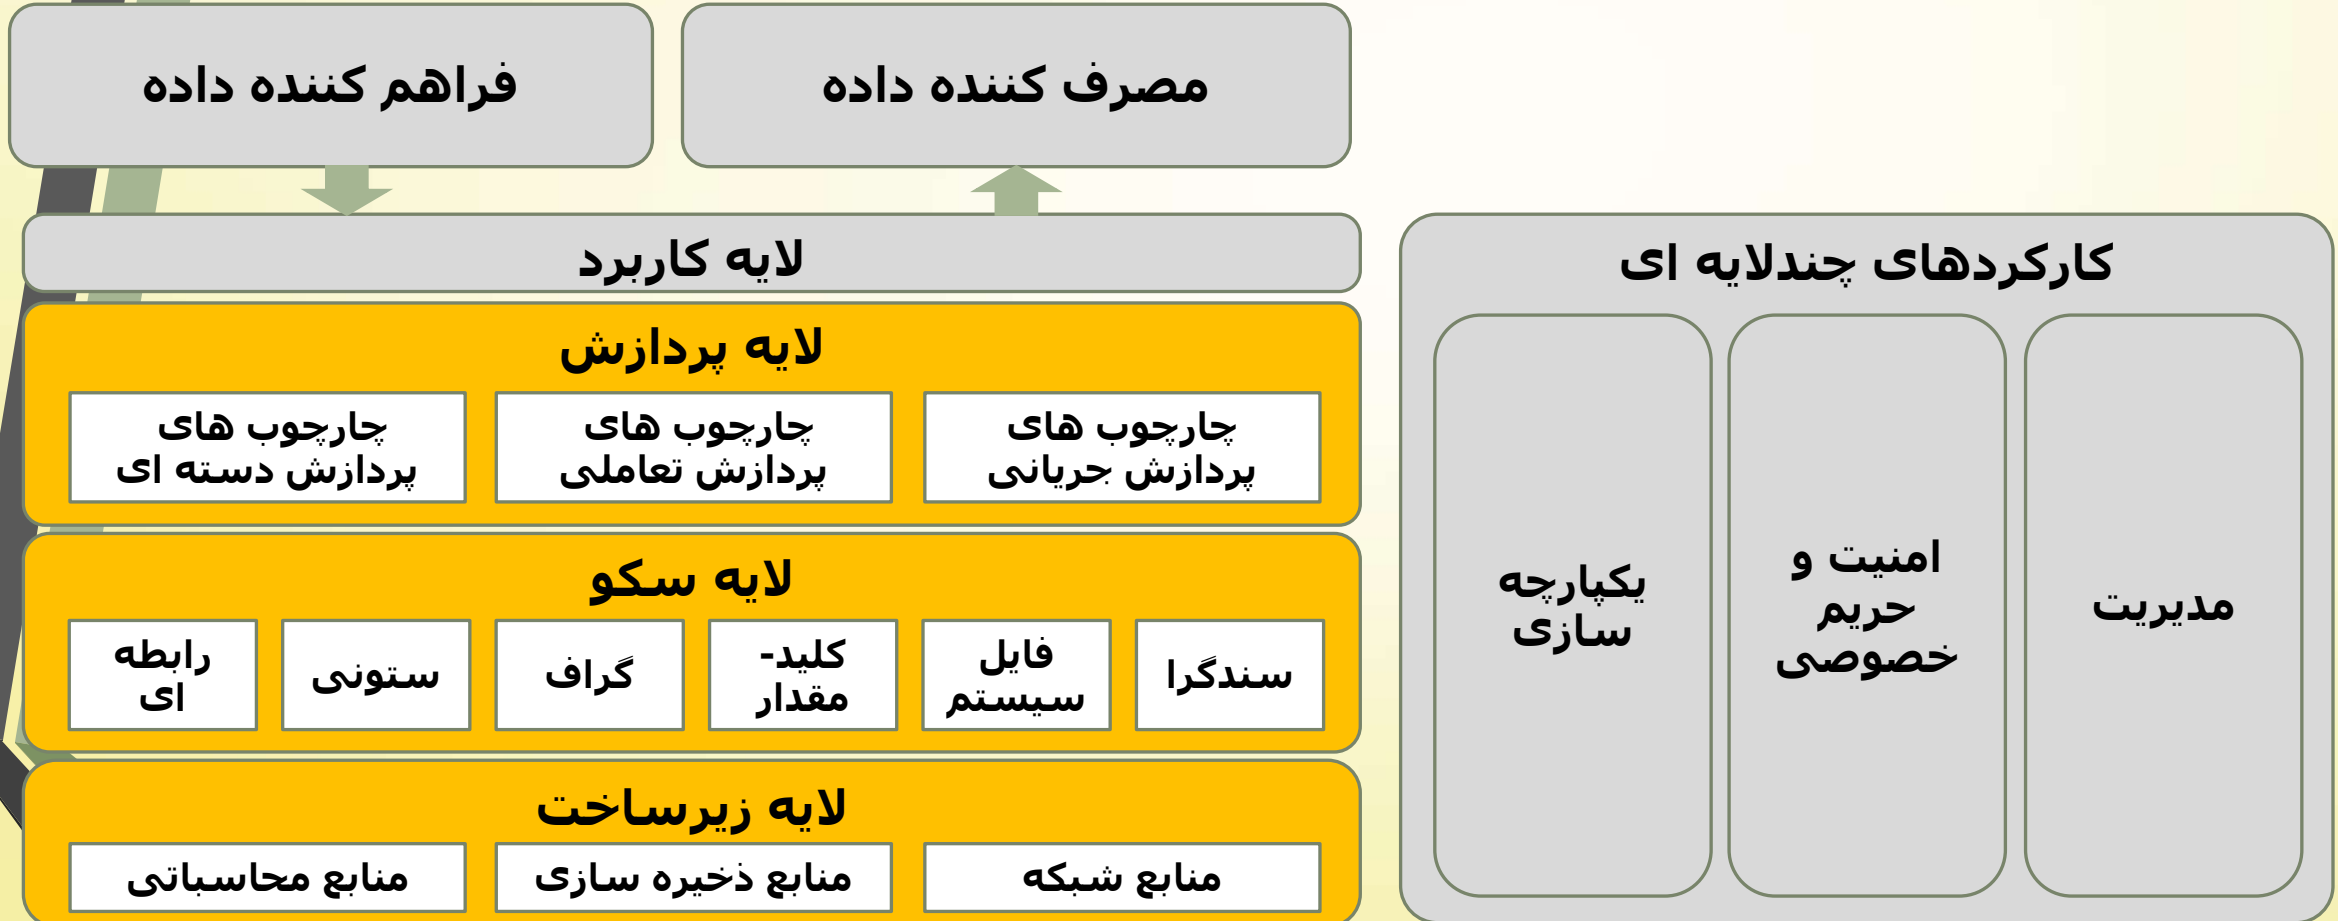 مصرف کننده داده
فراهم کننده داده
لایه کاربرد
لایه پردازش
چارچوب های
پردازش جریانی
چارچوب های
پردازش تعاملی
چارچوب های
پردازش دسته ای
لایه سکو
سندگرا
فایل
سیستم
کلید-
مقدار
گراف
ستونی
رابطه
ای
لایه زیرساخت
منابع شبکه
منابع ذخیره سازی
منابع محاسباتی
کارکردهای چندلایه ای
مدیریت
امنیت و
حریم
خصوصی
یکپارچه
سازی